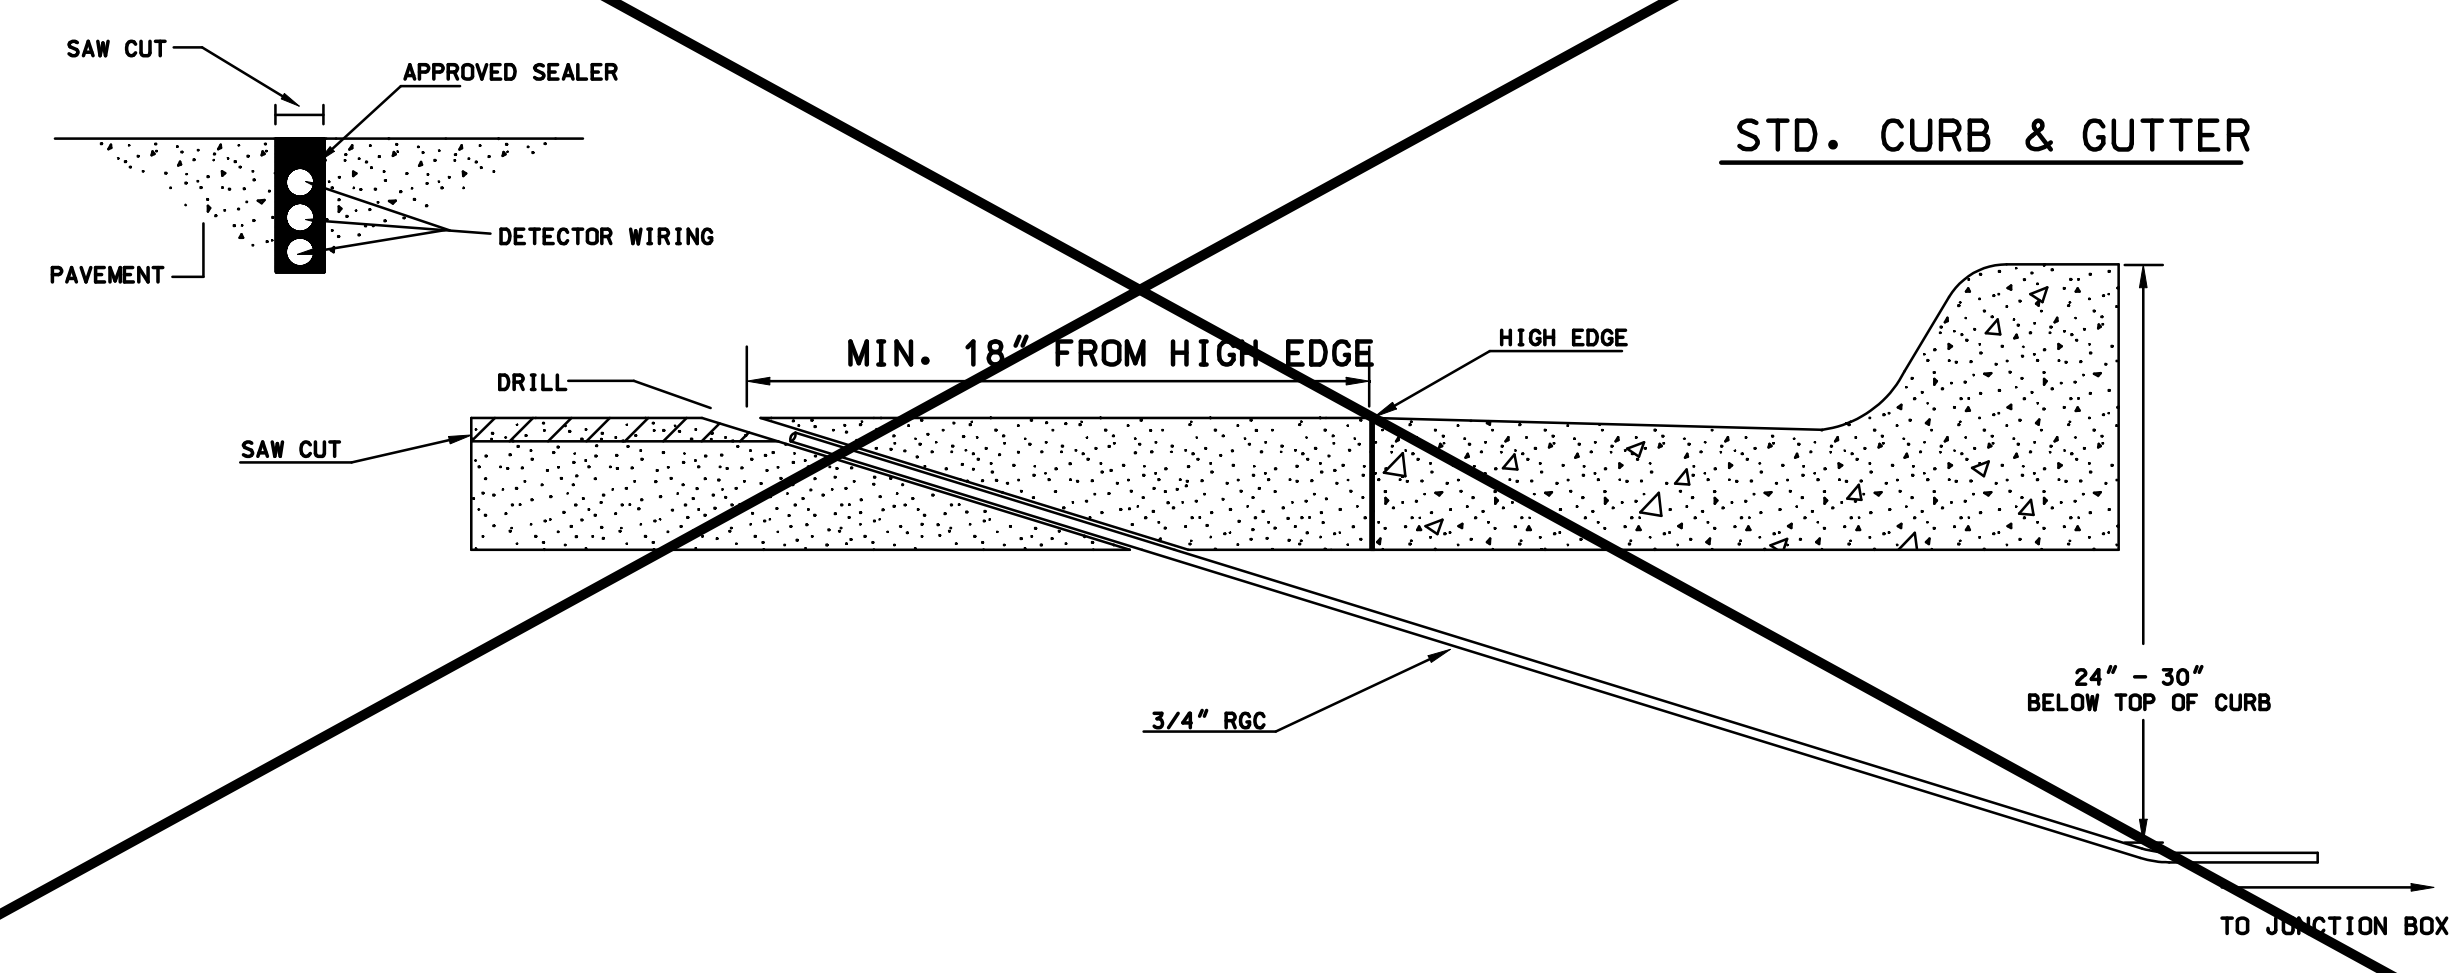 SAW CUT
APPROVED SEALER
DETECTOR WIRING
PAVEMENT
STD. CURB & GUTTER
MIN. 18" FROM HIGH EDGE
HIGH EDGE
DRILL
SAW CUT
3/4" RGC
24" - 30"
BELOW TOP OF CURB
TO JUNCTION BOX